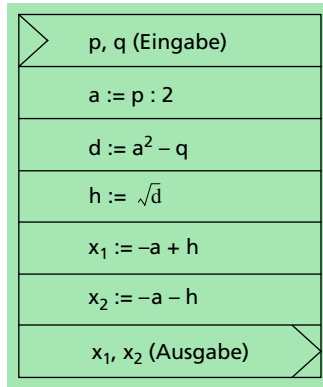 p, q (Eingabe)
a := p : 2
d := a² – q
h := √d
x₁ := –a + h
x₂ := –a – h
x₁, x₂ (Ausgabe)